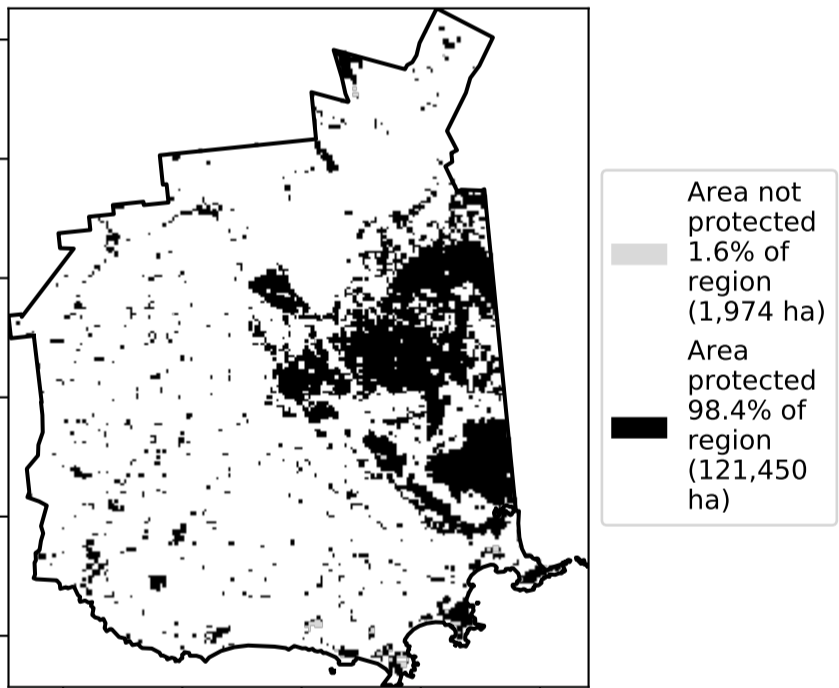 Area not
protected
1.6% of
region
(1,974 ha)
Area
protected
98.4% of
region
(121,450
ha)